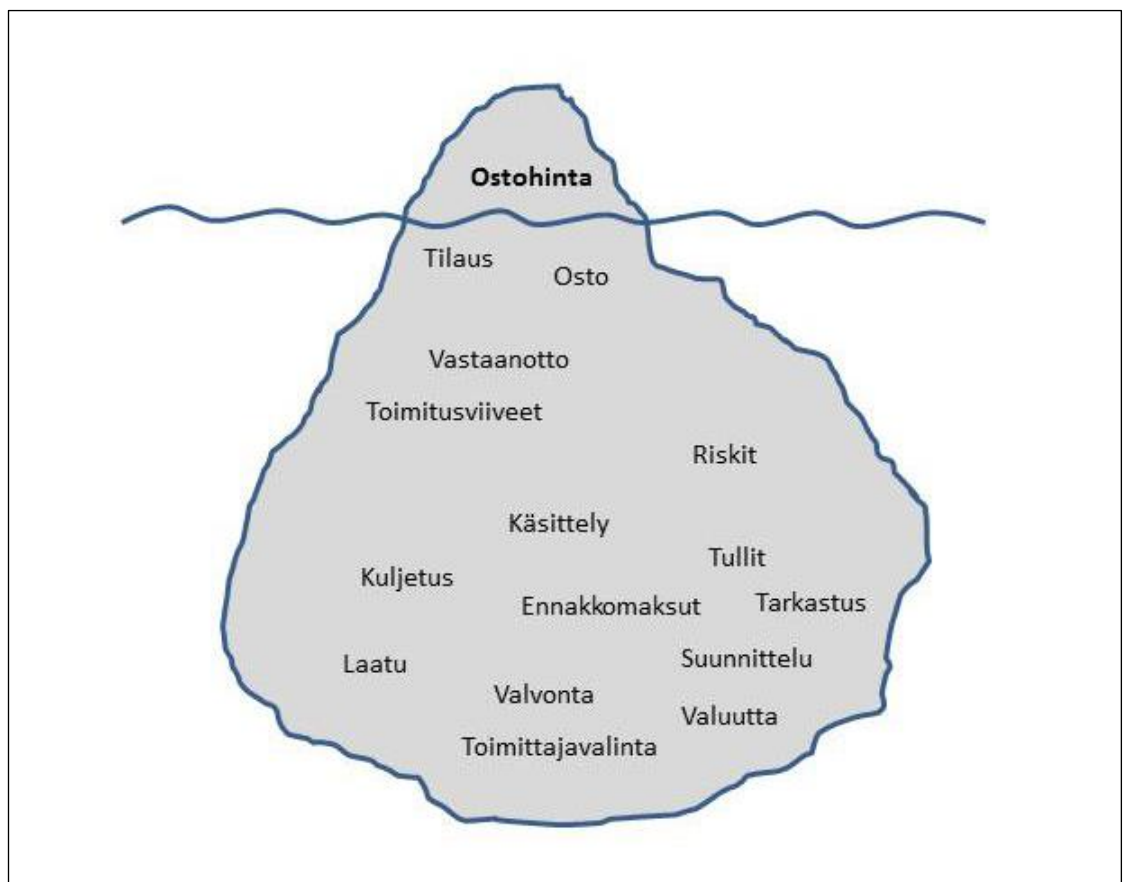 Ostohinta
Tilaus
Osto
Vastaanotto
Toimitusviiveet
Riskit
Käsittely
Tullit
Kuljetus
Ennakkomaksut
Tarkastus
Laatu
Suunnittelu
Valvonta
Valuutta
Toimittajavalinta